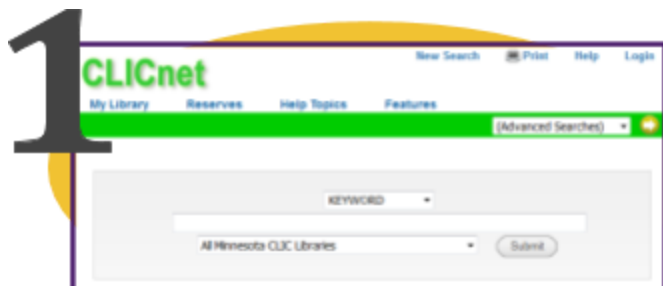 1
New Search Print Help Login
CLICnet
My Library Reserves Help Topics Features
(Advanced Searches)
KEYWORD
All Minnesota CLIC Libraries Submit